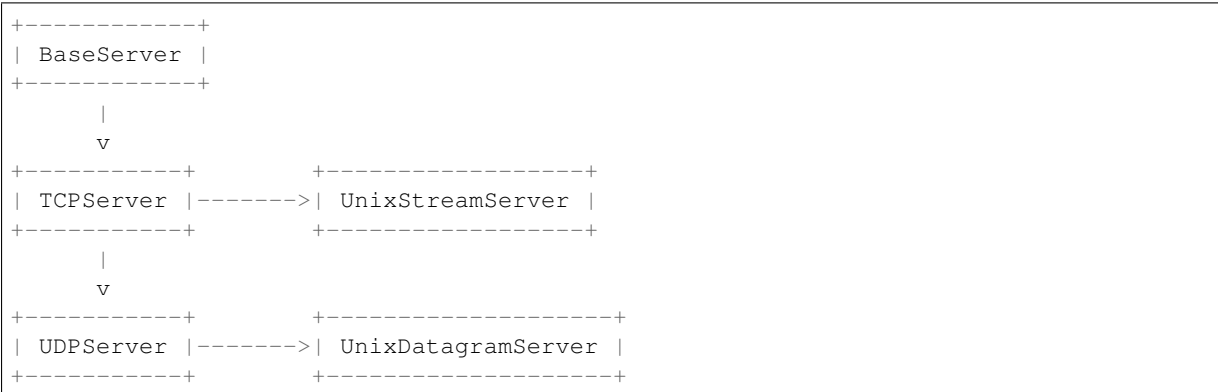 +------------+
| BaseServer |
+------------+
      |
      v
+-----------+        +------------------+
| TCPServer |------->| UnixStreamServer |
+-----------+        +------------------+
      |
      v
+-----------+        +--------------------+
| UDPServer |------->| UnixDatagramServer |
+-----------+        +--------------------+